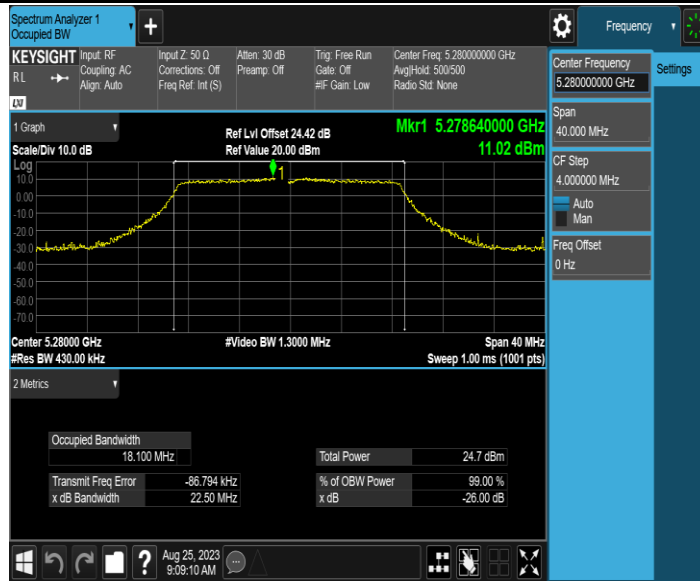 Spectrum Analyzer 1
Occupied BW
+
Frequency
KEYSIGHT
RL
LXI
Input: RF
Coupling: AC
Align: Auto
Input Z: 50 Ω
Corrections: Off
Freq Ref: Int (S)
Atten: 30 dB
Preamp: Off
Trig: Free Run
Gate: Off
#IF Gain: Low
Center Freq: 5.280000000 GHz
Avg|Hold: 500/500
Radio Std: None
Center Frequency
5.280000000 GHz
Settings
Span
40.000 MHz
CF Step
4.000000 MHz
Auto
Man
Freq Offset
0 Hz
1 Graph
Scale/Div 10.0 dB
Ref Lvl Offset 24.42 dB
Ref Value 20.00 dBm
Mkr1 5.278640000 GHz
11.02 dBm
Log
10.0
0.00
-10.0
-20.0
-30.0
-40.0
-50.0
-60.0
-70.0
1
Center 5.28000 GHz
#Res BW 430.00 kHz
#Video BW 1.3000 MHz
Span 40 MHz
Sweep 1.00 ms (1001 pts)
2 Metrics
Occupied Bandwidth
18.100 MHz
Total Power 24.7 dBm
Transmit Freq Error -86.794 kHz
% of OBW Power 99.00 %
x dB Bandwidth 22.50 MHz
x dB -26.00 dB
?
Aug 25, 2023
9:09:10 AM